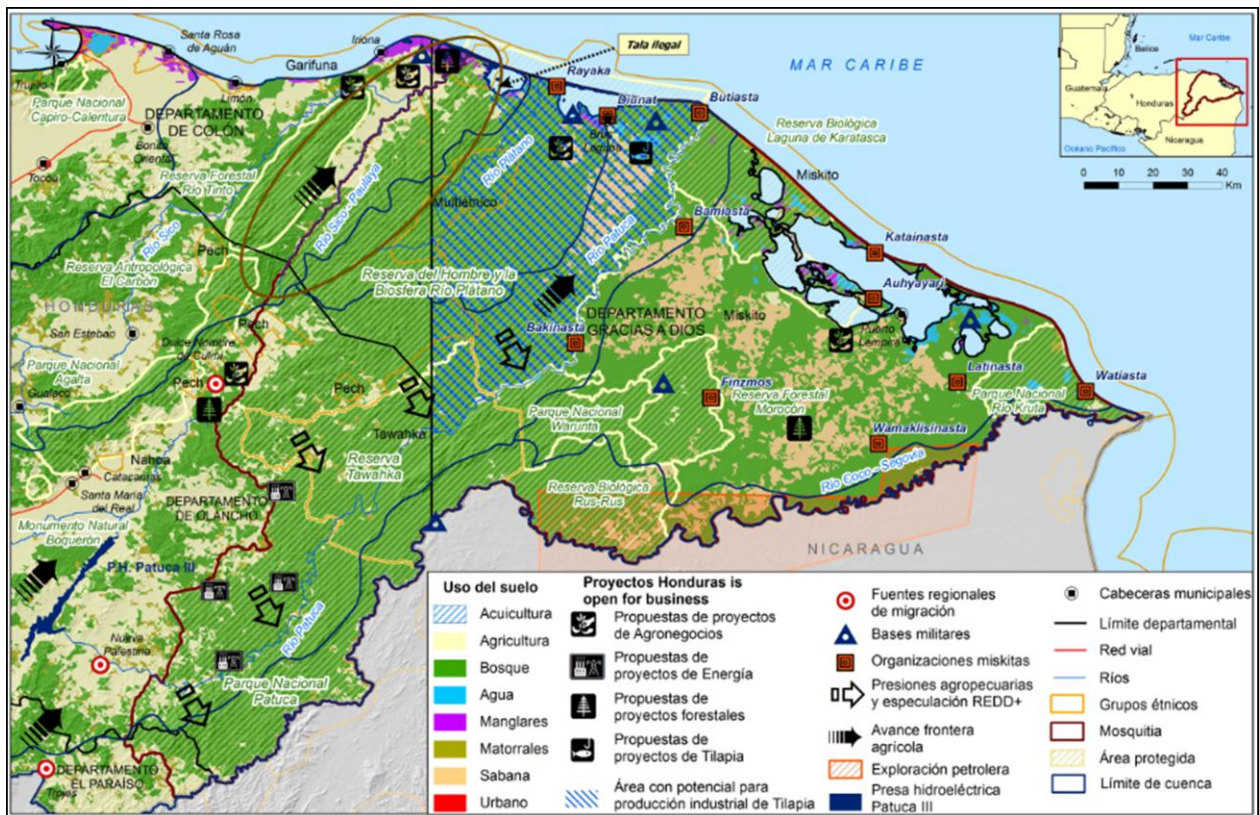 Santa Rosa
de Aguán
Iriona
Tala ilegal
Garífuna
Trujillo
Limón
Parque Nacional
Capiro-Calentura
DEPARTAMENTO
DE COLÓN
Bonito
Oriental
Tocoa
Reserva Forestal
Río Tinto
Río Sico
Río Sico-Paulaya
Pech
Reserva Antropológica
El Carbón
HONDURAS
San Esteban
Parque Nacional
Agalta
Gualaco
Dulce Nombre
de Culmí
Pech
Pech
Pech
Nahoa
Catacamas
Santa María
del Real
DEPARTAMENTO
DE OLANCHO
Monumento Natural
Boquerón
P.H. Patuca III
Nueva
Palestina
DEPARTAMENTO
EL PARAÍSO
Trojes
Río Patuca
Parque Nacional
Patuca
Tawahka
Reserva
Tawahka
Multiétnico
Reserva del Hombre y la
Biosfera Río Plátano
Río Plátano
Rayaka
Diunat
Brus
Laguna
Butiasta
MAR CARIBE
Reserva Biológica
Laguna de Karatasca
Miskito
Río Patuca
Bamiasta
Katainasta
Auhyayari
Puerto
Lempira
Miskito
DEPARTAMENTO
GRACIAS A DIOS
Bakinasta
Finzmos
Reserva Forestal
Morocón
Parque Nacional
Warunta
Latinasta
Parque Nacional
Río Kruta
Watiasta
Wamaklisinasta
Río Coco - Segovia
Reserva Biológica
Rus-Rus
NICARAGUA
Mar Caribe
Belice
Guatemala
Honduras
Nicaragua
Océano Pacífico
0 10 20 30 40
Km
Uso del suelo
Acuicultura
Agricultura
Bosque
Agua
Manglares
Matorrales
Sabana
Urbano
Proyectos Honduras is
open for business
Propuestas de proyectos
de Agronegocios
Propuestas de
proyectos de Energía
Propuestas de
proyectos forestales
Propuestas de
proyectos de Tilapia
Área con potencial para
producción industrial de Tilapia
Fuentes regionales
de migración
Bases militares
Organizaciones miskitas
Presiones agropecuarias
y especulación REDD+
Avance frontera
agrícola
Exploración petrolera
Presa hidroeléctrica
Patuca III
Cabeceras municipales
Límite departamental
Red vial
Ríos
Grupos étnicos
Mosquitia
Área protegida
Límite de cuenca